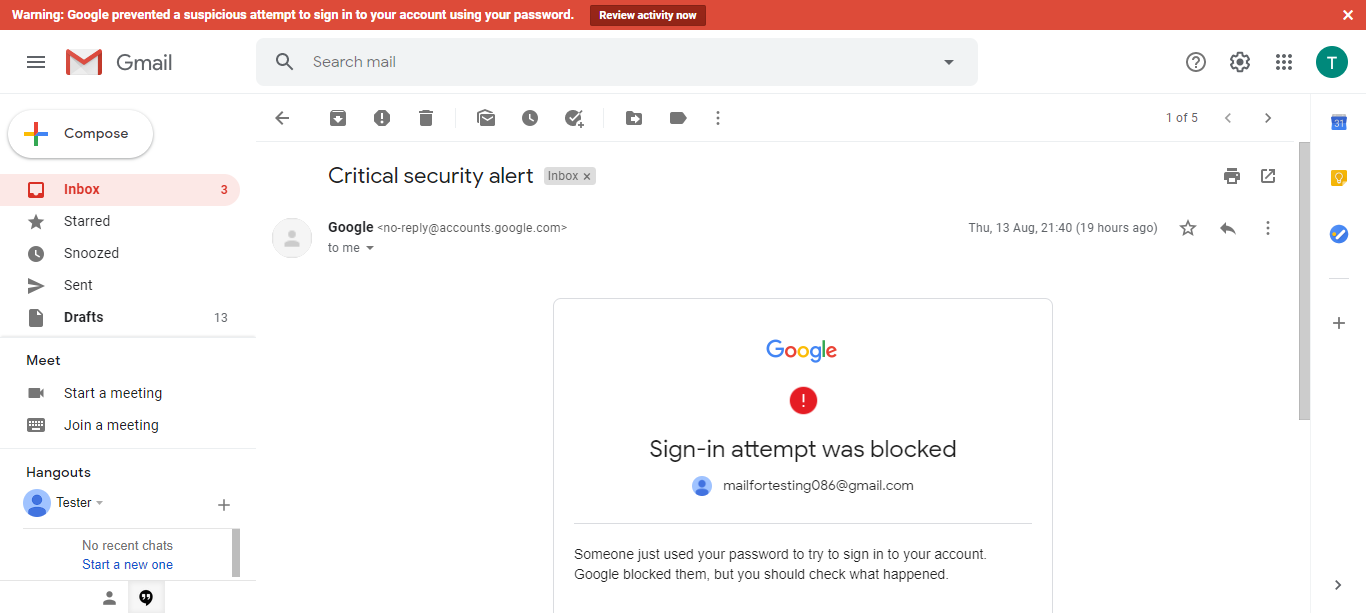 Warning: Google prevented a suspicious attempt to sign in to your account using your password. Review activity now
Gmail
Search mail
T
Compose
1 of 5
31
Critical security alert Inbox ×
Inbox 3
Starred
Google <no-reply@accounts.google.com> Thu, 13 Aug, 21:40 (19 hours ago)
to me
Snoozed
Sent
Drafts 13
Google
Meet
Start a meeting
Join a meeting
Sign-in attempt was blocked
Hangouts
mailfortesting086@gmail.com
Tester
No recent chats
Start a new one
Someone just used your password to try to sign in to your account.
Google blocked them, but you should check what happened.